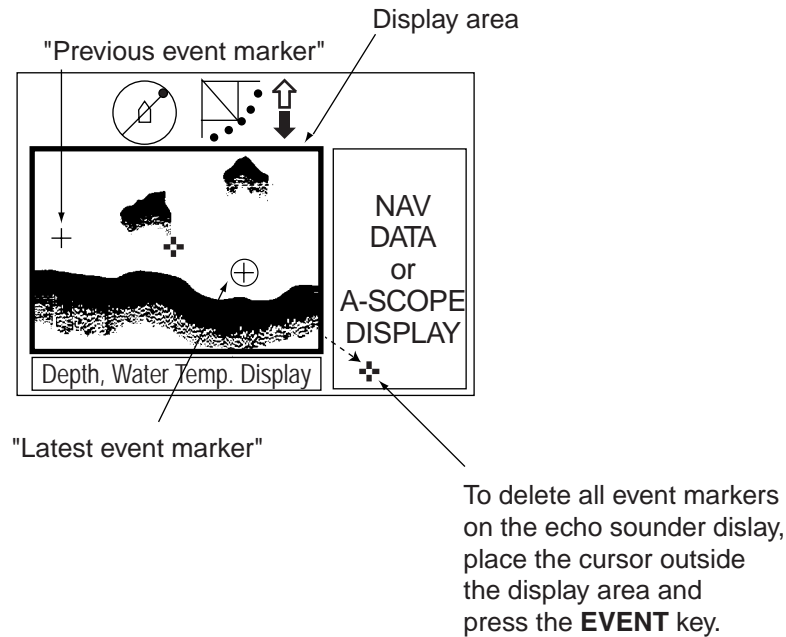 Display area
"Previous event marker"
NAV
DATA
or
A-SCOPE
DISPLAY
Depth, Water Temp. Display
"Latest event marker"
To delete all event markers
on the echo sounder dislay,
place the cursor outside
the display area and
press the EVENT key.